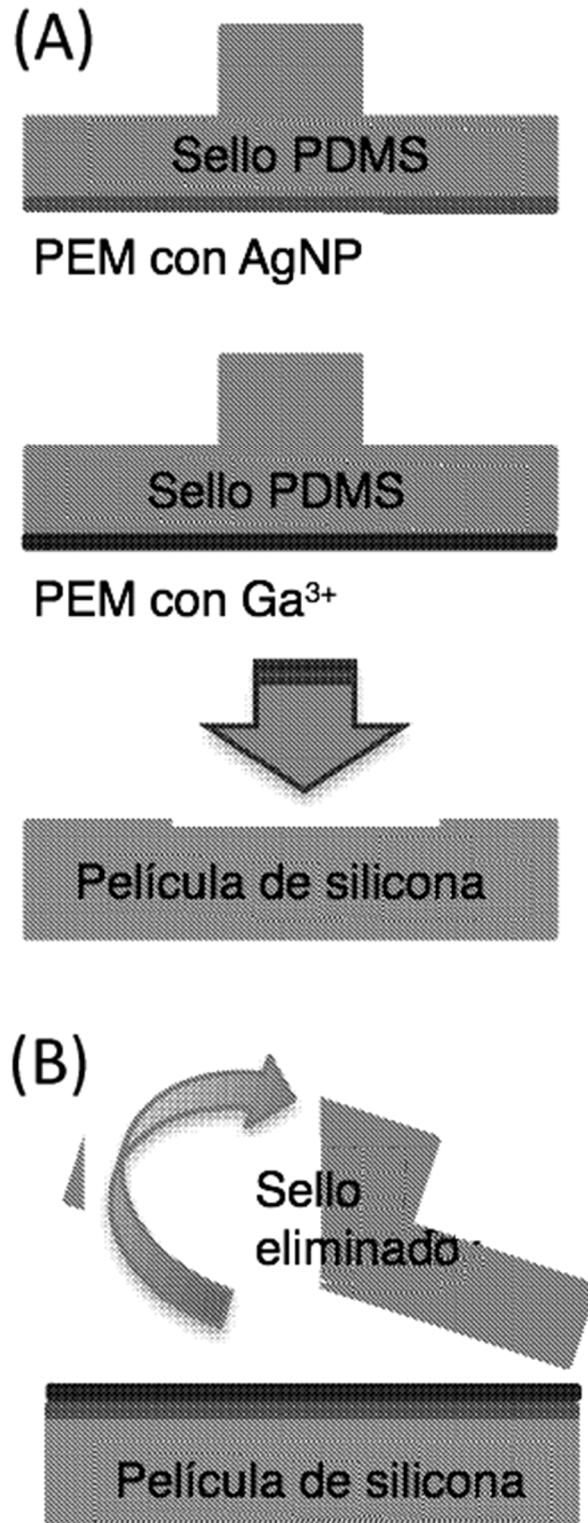 (A)
Sello PDMS
PEM con AgNP
Sello PDMS
PEM con Ga³⁺
Película de silicona
(B)
Sello
eliminado
Película de silicona